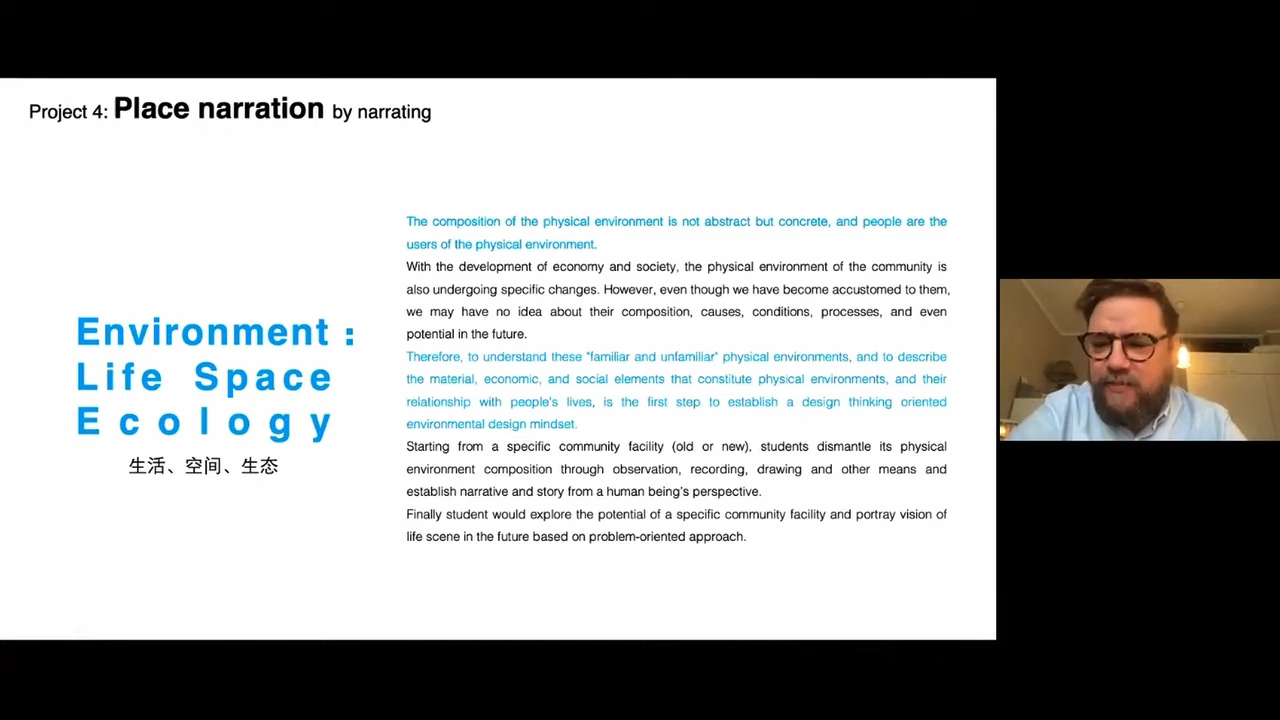 Project 4: Place narration by narrating
Environment :
Life Space
Ecology
生活、空间、生态
The composition of the physical environment is not abstract but concrete, and people are the
users of the physical environment.
With the development of economy and society, the physical environment of the community is
also undergoing specific changes. However, even though we have become accustomed to them,
we may have no idea about their composition, causes, conditions, processes, and even
potential in the future.
Therefore, to understand these "familiar and unfamiliar" physical environments, and to describe
the material, economic, and social elements that constitute physical environments, and their
relationship with people's lives, is the first step to establish a design thinking oriented
environmental design mindset.
Starting from a specific community facility (old or new), students dismantle its physical
environment composition through observation, recording, drawing and other means and
establish narrative and story from a human being's perspective.
Finally student would explore the potential of a specific community facility and portray vision of
life scene in the future based on problem-oriented approach.